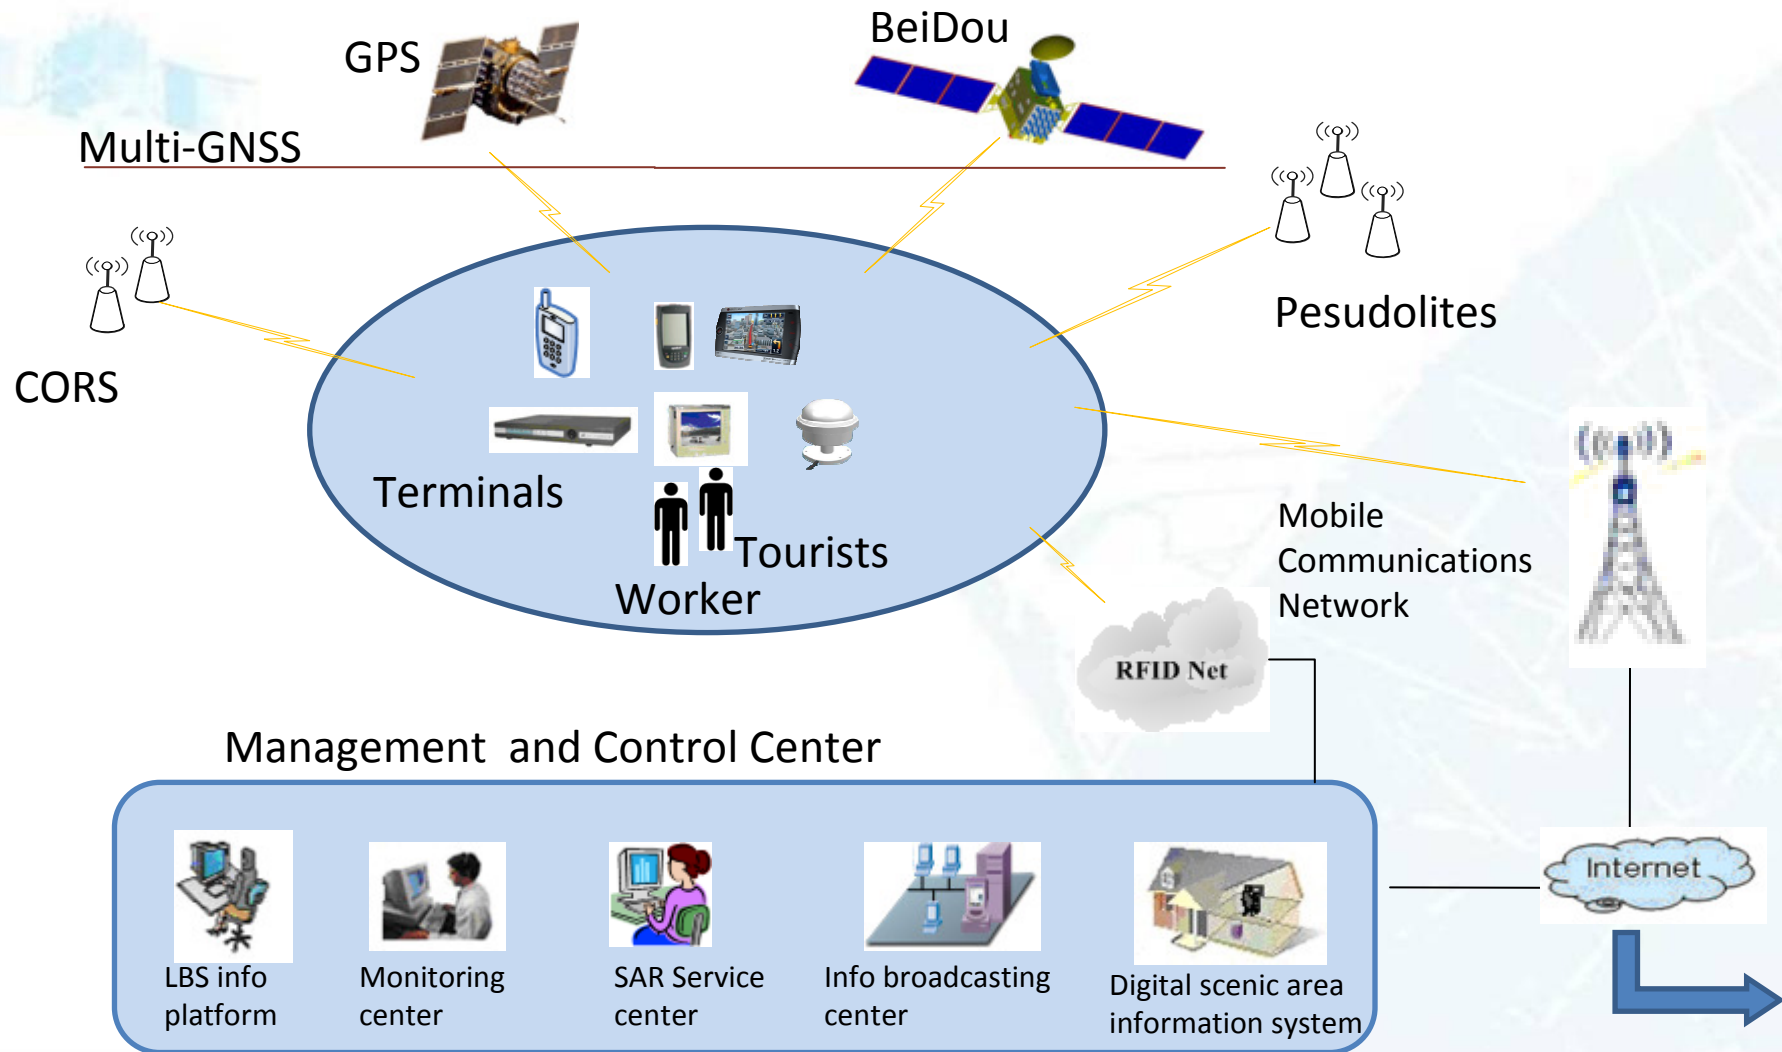 GPS
BeiDou
Multi-GNSS
Pesudolites
CORS
Terminals
Tourists
Worker
Mobile
Communications
Network
RFID Net
Management and Control Center
Internet
LBS info
platform
Monitoring
center
SAR Service
center
Info broadcasting
center
Digital scenic area
information system